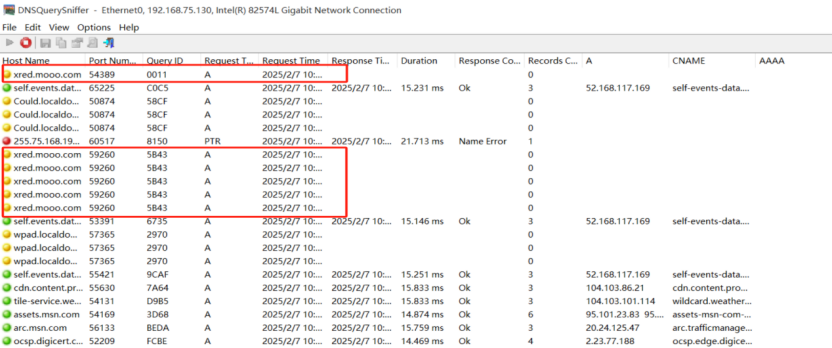 DNSQuerySniffer - Ethernet0, 192.168.75.130, Intel(R) 82574L Gigabit Network Connection
File Edit View Options Help
Host Name Port Num... Query ID Request T... Request Time Response Ti... Duration Response Co... Records C... A CNAME AAAA
xred.mooo.com 54389 0011 A 2025/2/7 10:... 0
self.events.dat... 65225 C0C5 A 2025/2/7 10:... 2025/2/7 10:... 15.231 ms Ok 3 52.168.117.169 self-events-data....
Could.localdo... 50874 58CF A 2025/2/7 10:... 0
Could.localdo... 50874 58CF A 2025/2/7 10:... 0
Could.localdo... 50874 58CF A 2025/2/7 10:... 0
255.75.168.19... 60517 8150 PTR 2025/2/7 10:... 2025/2/7 10:... 21.713 ms Name Error 1
xred.mooo.com 59260 5B43 A 2025/2/7 10:... 0
xred.mooo.com 59260 5B43 A 2025/2/7 10:... 0
xred.mooo.com 59260 5B43 A 2025/2/7 10:... 0
xred.mooo.com 59260 5B43 A 2025/2/7 10:... 0
self.events.dat... 53391 6735 A 2025/2/7 10:... 2025/2/7 10:... 15.146 ms Ok 3 52.168.117.169 self-events-data....
wpad.localdo... 57365 2970 A 2025/2/7 10:... 0
wpad.localdo... 57365 2970 A 2025/2/7 10:... 0
wpad.localdo... 57365 2970 A 2025/2/7 10:... 0
self.events.dat... 55421 9CAF A 2025/2/7 10:... 2025/2/7 10:... 15.251 ms Ok 3 52.168.117.169 self-events-data....
cdn.content.pro... 55630 7A64 A 2025/2/7 10:... 2025/2/7 10:... 15.833 ms Ok 3 104.103.86.21 cdn.content.pro...
tile-service.we... 54131 D9B5 A 2025/2/7 10:... 2025/2/7 10:... 15.833 ms Ok 3 104.103.101.114 wildcard.weather...
assets.msn.com 54169 3D68 A 2025/2/7 10:... 2025/2/7 10:... 14.874 ms Ok 6 95.101.23.83 95.... assets-msn-com-...
arc.msn.com 56133 BEDA A 2025/2/7 10:... 2025/2/7 10:... 15.759 ms Ok 3 20.24.125.47 arc.trafficmanage...
ocsp.digicert.c... 52209 FCBE A 2025/2/7 10:... 2025/2/7 10:... 14.469 ms Ok 4 2.23.77.188 ocsp.edge.digice...